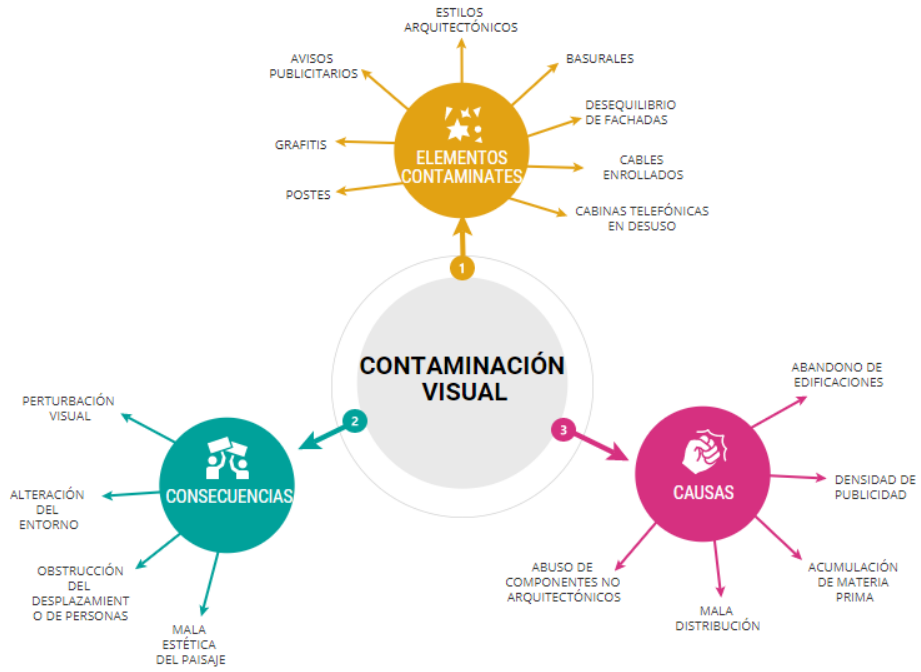 ESTILOS
ARQUITECTÓNICOS
AVISOS
PUBLICITARIOS
BASURALES
DESEQUILIBRIO
DE FACHADAS
GRAFITIS
ELEMENTOS
CONTAMINATES
CABLES
ENROLLADOS
POSTES
CABINAS TELEFÓNICAS
EN DESUSO
1
CONTAMINACIÓN
VISUAL
2
3
PERTURBACIÓN
VISUAL
CONSECUENCIAS
ALTERACIÓN
DEL
ENTORNO
OBSTRUCCIÓN
DEL
DESPLAZAMIENT
O DE PERSONAS
MALA
ESTÉTICA
DEL PAISAJE
ABANDONO DE
EDIFICACIONES
CAUSAS
DENSIDAD DE
PUBLICIDAD
ACUMULACIÓN
DE MATERIA
PRIMA
MALA
DISTRIBUCIÓN
ABUSO DE
COMPONENTES NO
ARQUITECTÓNICOS